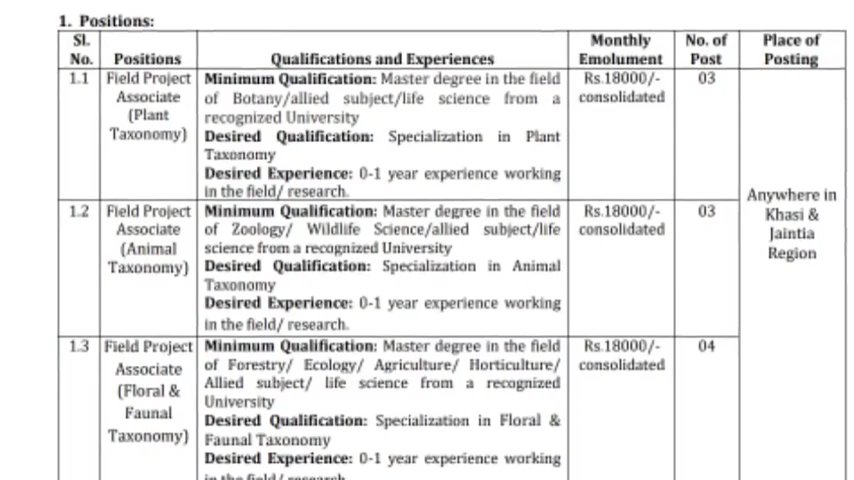 1. Positions:
Sl. No. Positions Qualifications and Experiences Monthly Emolument No. of Post Place of Posting
1.1 Field Project Associate (Plant Taxonomy)
Minimum Qualification: Master degree in the field
of Botany/allied subject/life science from a
recognized University
Desired Qualification: Specialization in Plant
Taxonomy
Desired Experience: 0-1 year experience working
in the field/ research.
Rs.18000/-
consolidated
03
Anywhere in
Khasi &
Jaintia
Region
1.2 Field Project Associate (Animal Taxonomy)
Minimum Qualification: Master degree in the field
of Zoology/ Wildlife Science/allied subject/life
science from a recognized University
Desired Qualification: Specialization in Animal
Taxonomy
Desired Experience: 0-1 year experience working
in the field/ research.
Rs.18000/-
consolidated
03
1.3 Field Project Associate (Floral & Faunal Taxonomy)
Minimum Qualification: Master degree in the field
of Forestry/ Ecology/ Agriculture/ Horticulture/
Allied subject/ life science from a recognized
University
Desired Qualification: Specialization in Floral &
Faunal Taxonomy
Desired Experience: 0-1 year experience working
in the field/ research.
Rs.18000/-
consolidated
04